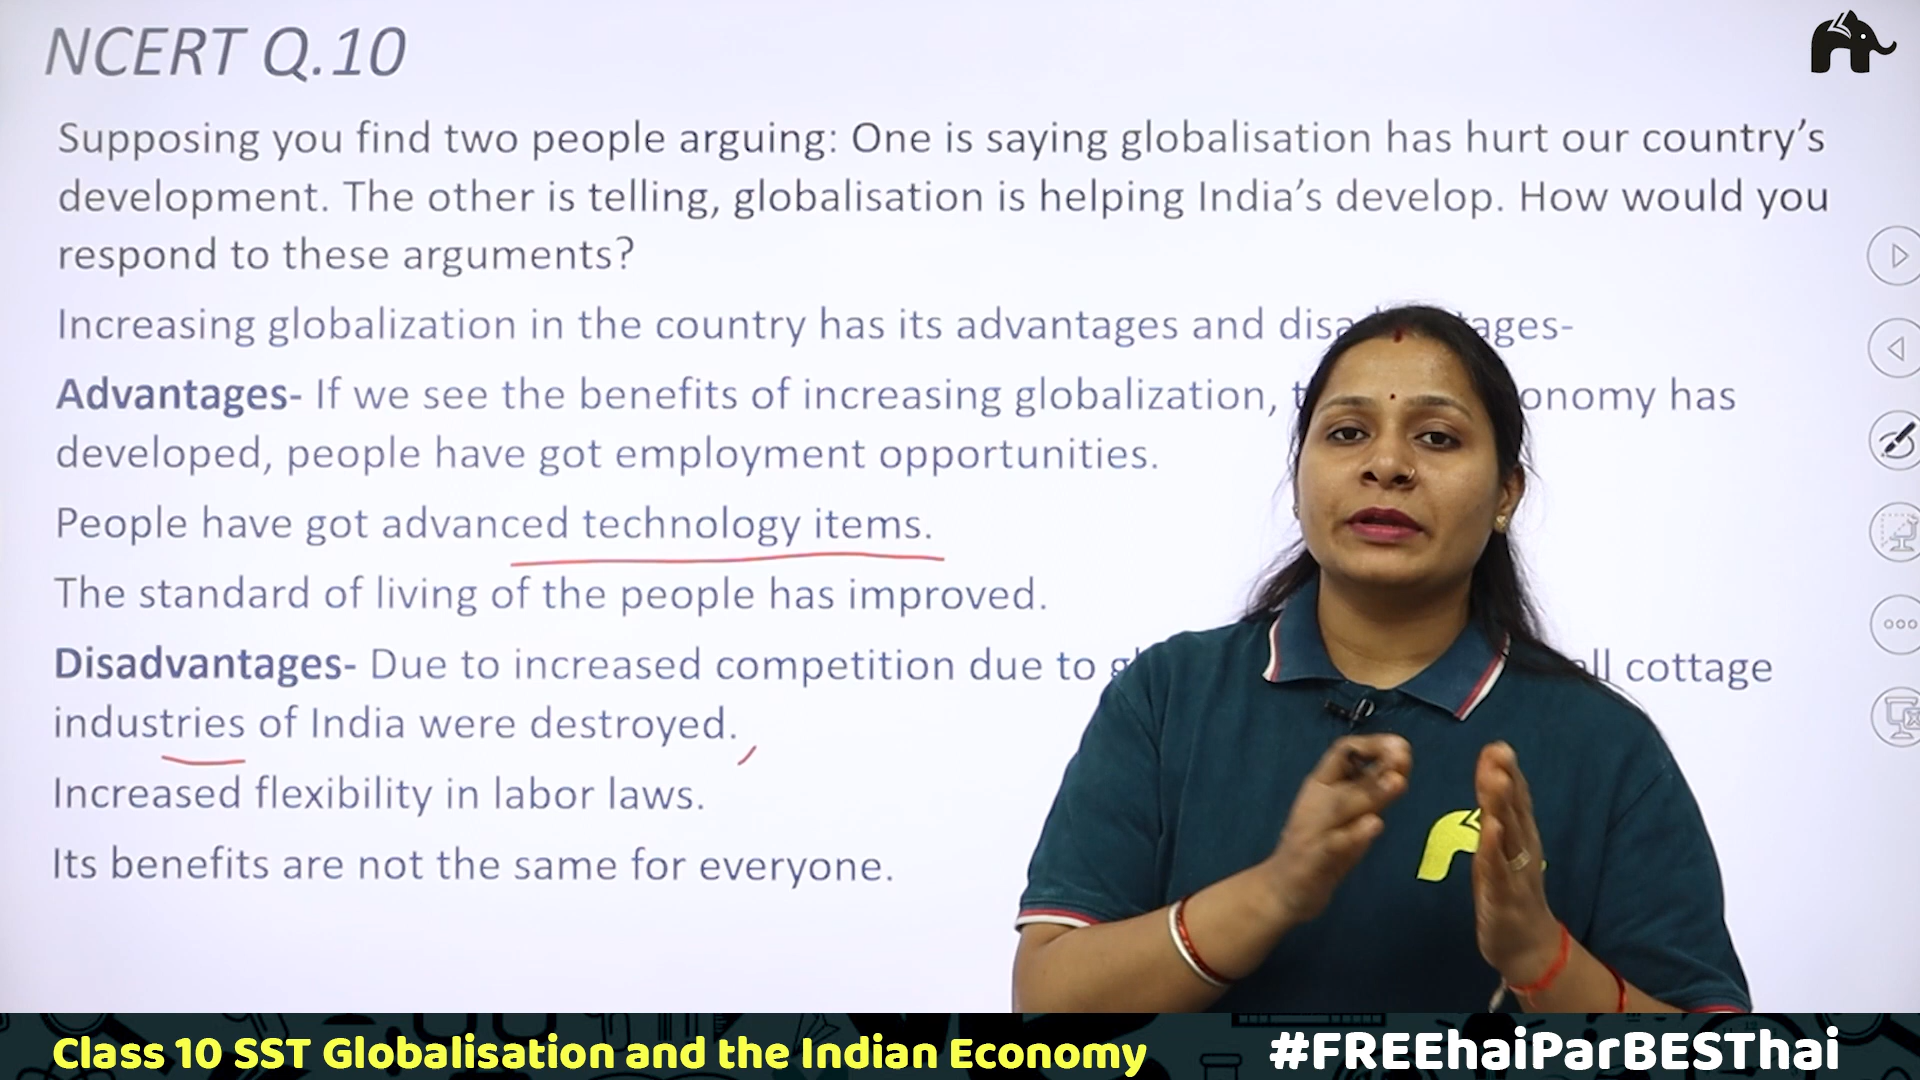 NCERT Q.10
Supposing you find two people arguing: One is saying globalisation has hurt our country's
development. The other is telling, globalisation is helping India's develop. How would you
respond to these arguments?
Increasing globalization in the country has its advantages and
Advantages- If we see the benefits of increasing globalization, has
developed, people have got employment opportunities.
People have got advanced technology items.
The standard of living of the people has improved.
Disadvantages- Due to increased competition due to cottage
industries of India were destroyed.
Increased flexibility in labor laws.
Its benefits are not the same for everyone.
Class 10 SST Globalisation and the Indian Economy
#FREEhaiParBESThai